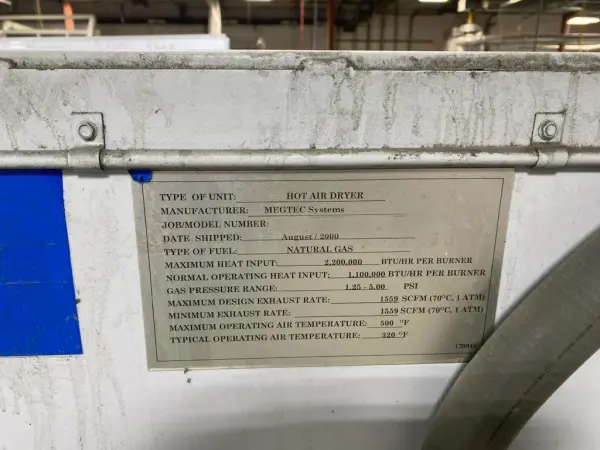 TYPE OF UNIT: HOT AIR DRYER
MANUFACTURER: MEGTEC Systems
JOB/MODEL NUMBER:
DATE SHIPPED: August / 2000
TYPE OF FUEL: NATURAL GAS
MAXIMUM HEAT INPUT: 2,200,000 BTU/HR PER BURNER
NORMAL OPERATING HEAT INPUT: 1,100,000 BTU/HR PER BURNER
GAS PRESSURE RANGE: 1.25 - 5.00 PSI
MAXIMUM DESIGN EXHAUST RATE: 1559 SCFM (70°C, 1 ATM)
MINIMUM EXHAUST RATE: 1559 SCFM (70°C, 1 ATM)
MAXIMUM OPERATING AIR TEMPERATURE: 500 °F
TYPICAL OPERATING AIR TEMPERATURE: 320 °F